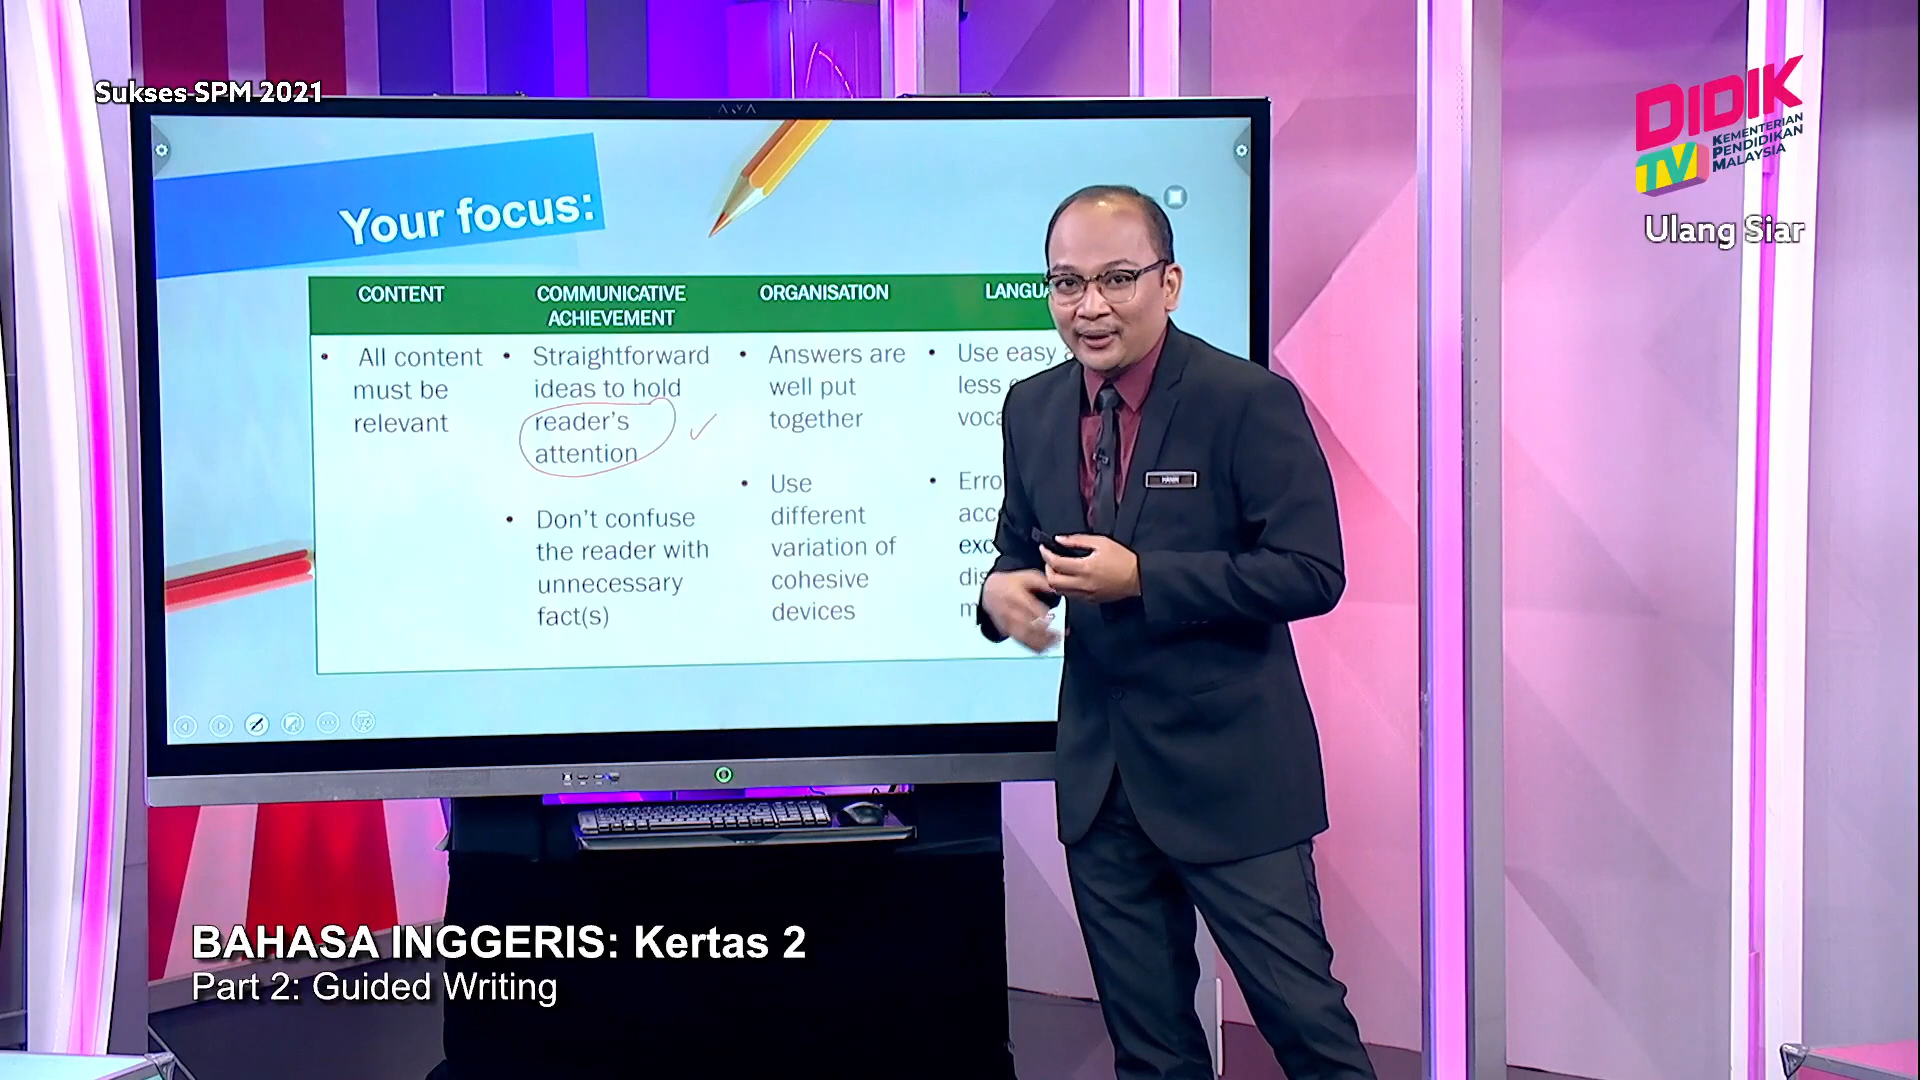 Sukses SPM 2021
DIDIK
TV
KEMENTERIAN
PENDIDIKAN
MALAYSIA
Ulang Siar
Your focus:
CONTENT
COMMUNICATIVE
ACHIEVEMENT
ORGANISATION
• All content
must be
relevant
• Straightforward
ideas to hold
reader's
attention
• Don't confuse
the reader with
unnecessary
fact(s)
• Answers are
well put
together
• Use
different
variation of
cohesive
devices
• Use easy
less
BAHASA INGGERIS: Kertas 2
Part 2: Guided Writing